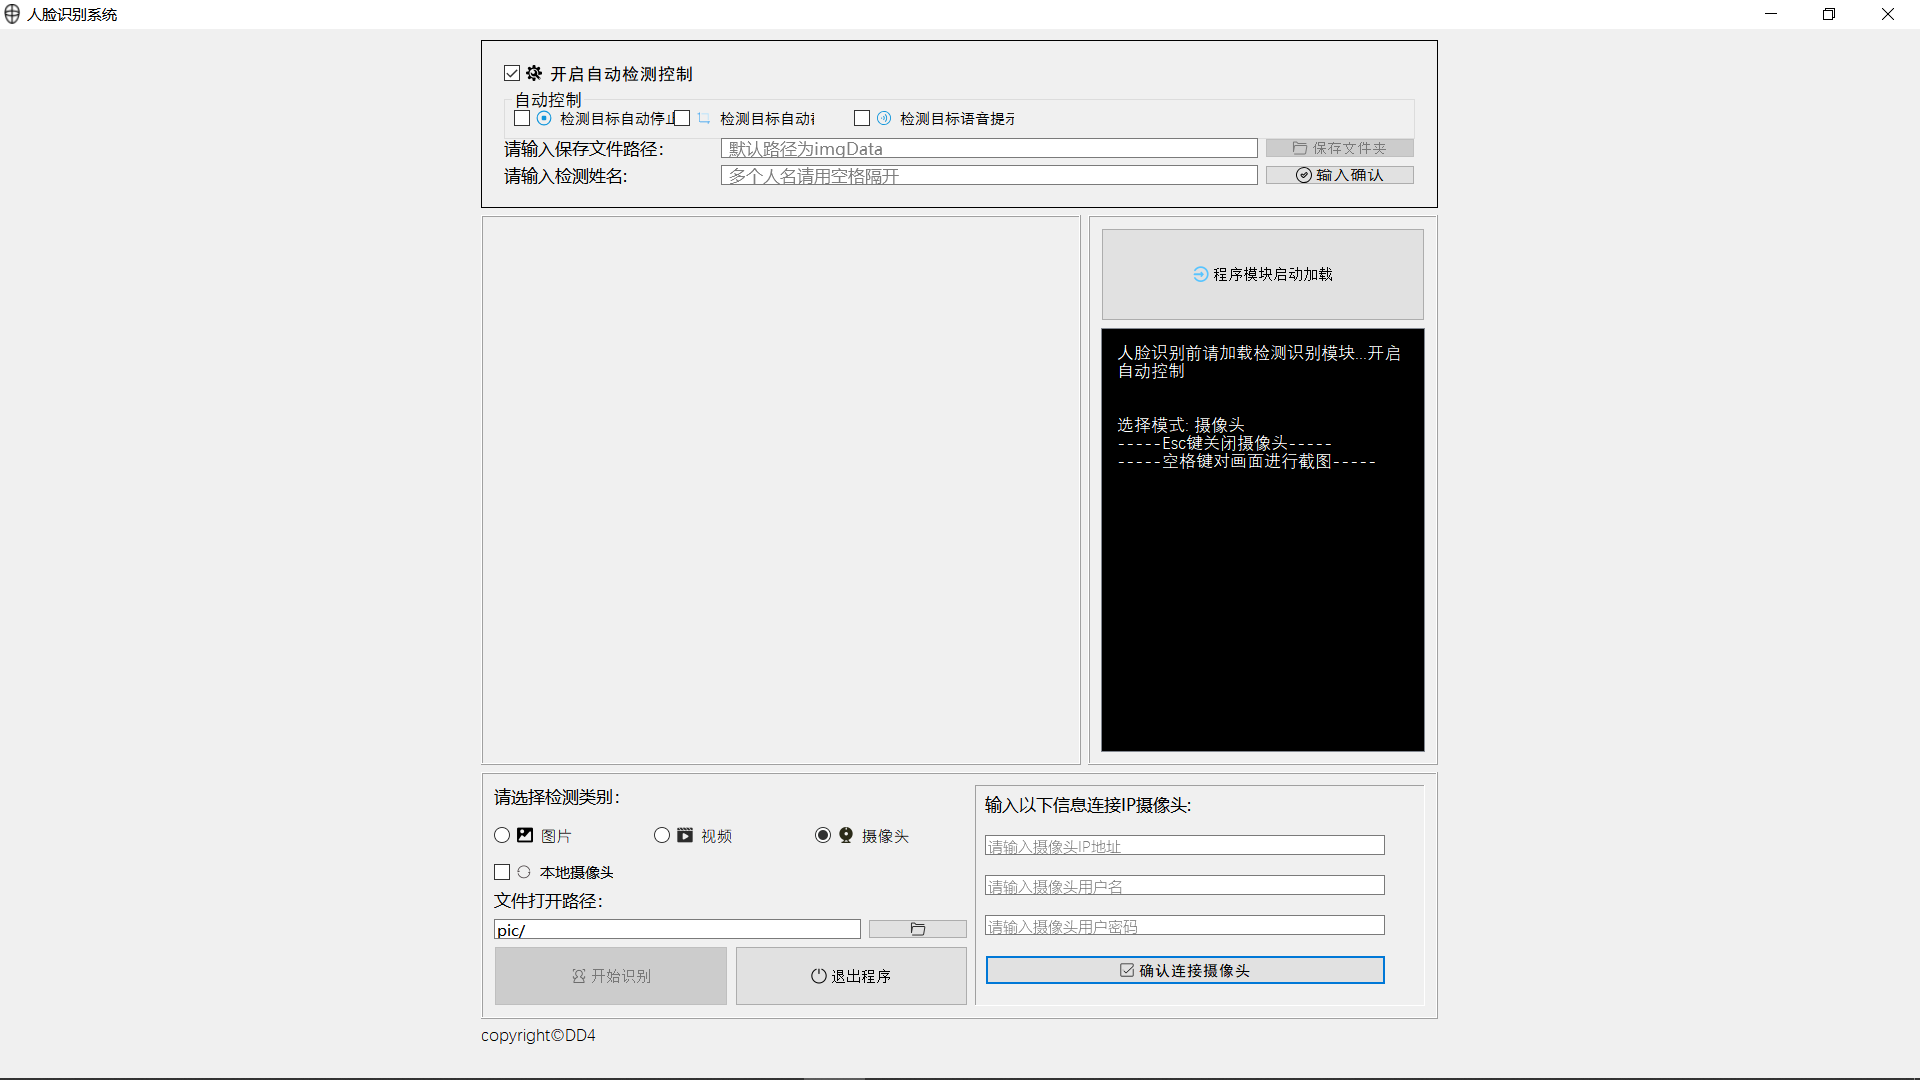 人脸识别系统
开启自动检测控制
自动控制
检测目标自动停止
检测目标自动
检测目标语音提示
请输入保存文件路径:
默认路径为imgData
保存文件夹
请输入检测姓名:
多个人名请用空格隔开
输入确认
程序模块启动加载
人脸识别前请加载检测识别模块...开启
自动控制
选择模式: 摄像头
-----Esc键关闭摄像头-----
-----空格键对画面进行截图-----
请选择检测类别:
图片
视频
摄像头
本地摄像头
文件打开路径:
pic/
开始识别
退出程序
输入以下信息连接IP摄像头:
请输入摄像头IP地址
请输入摄像头用户名
请输入摄像头用户密码
确认连接摄像头
copyright©DD4